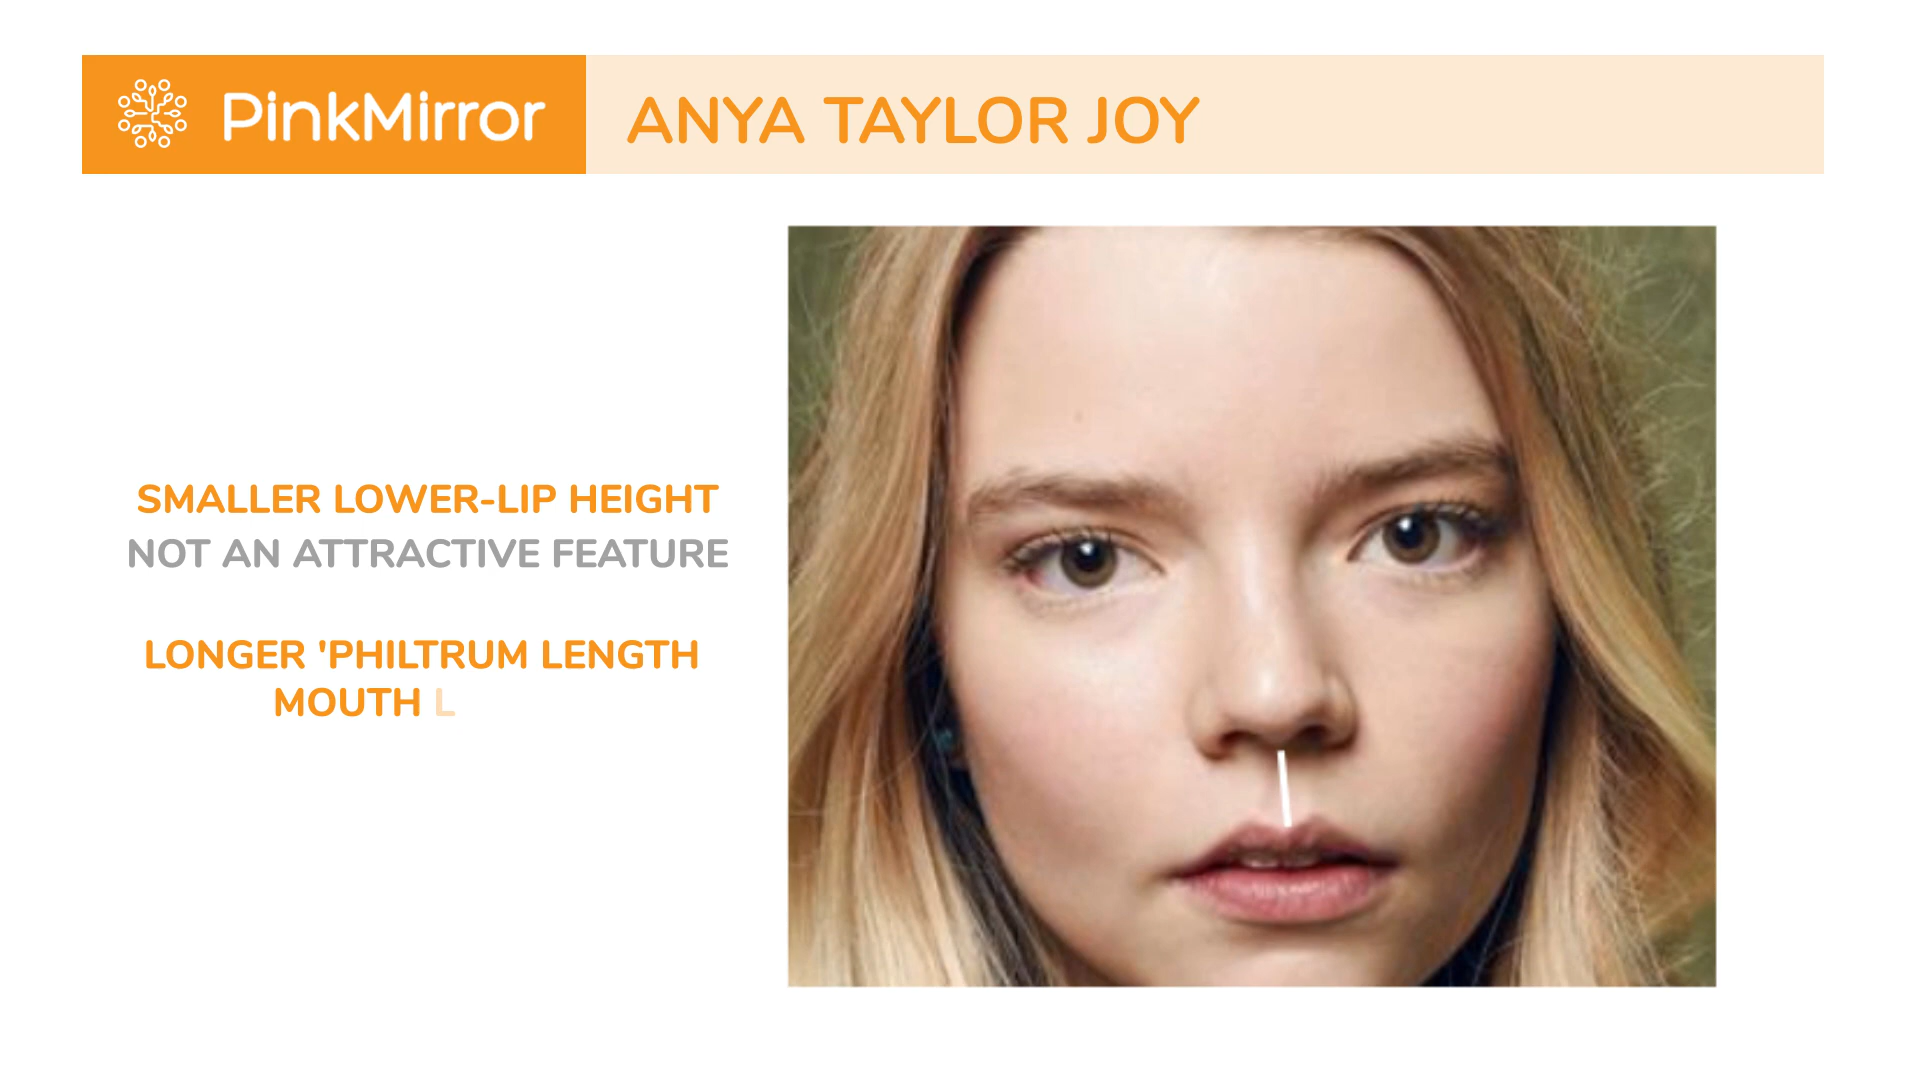 PinkMirror
ANYA TAYLOR JOY
SMALLER LOWER-LIP HEIGHT
NOT AN ATTRACTIVE FEATURE
LONGER 'PHILTRUM LENGTH
MOUTH L